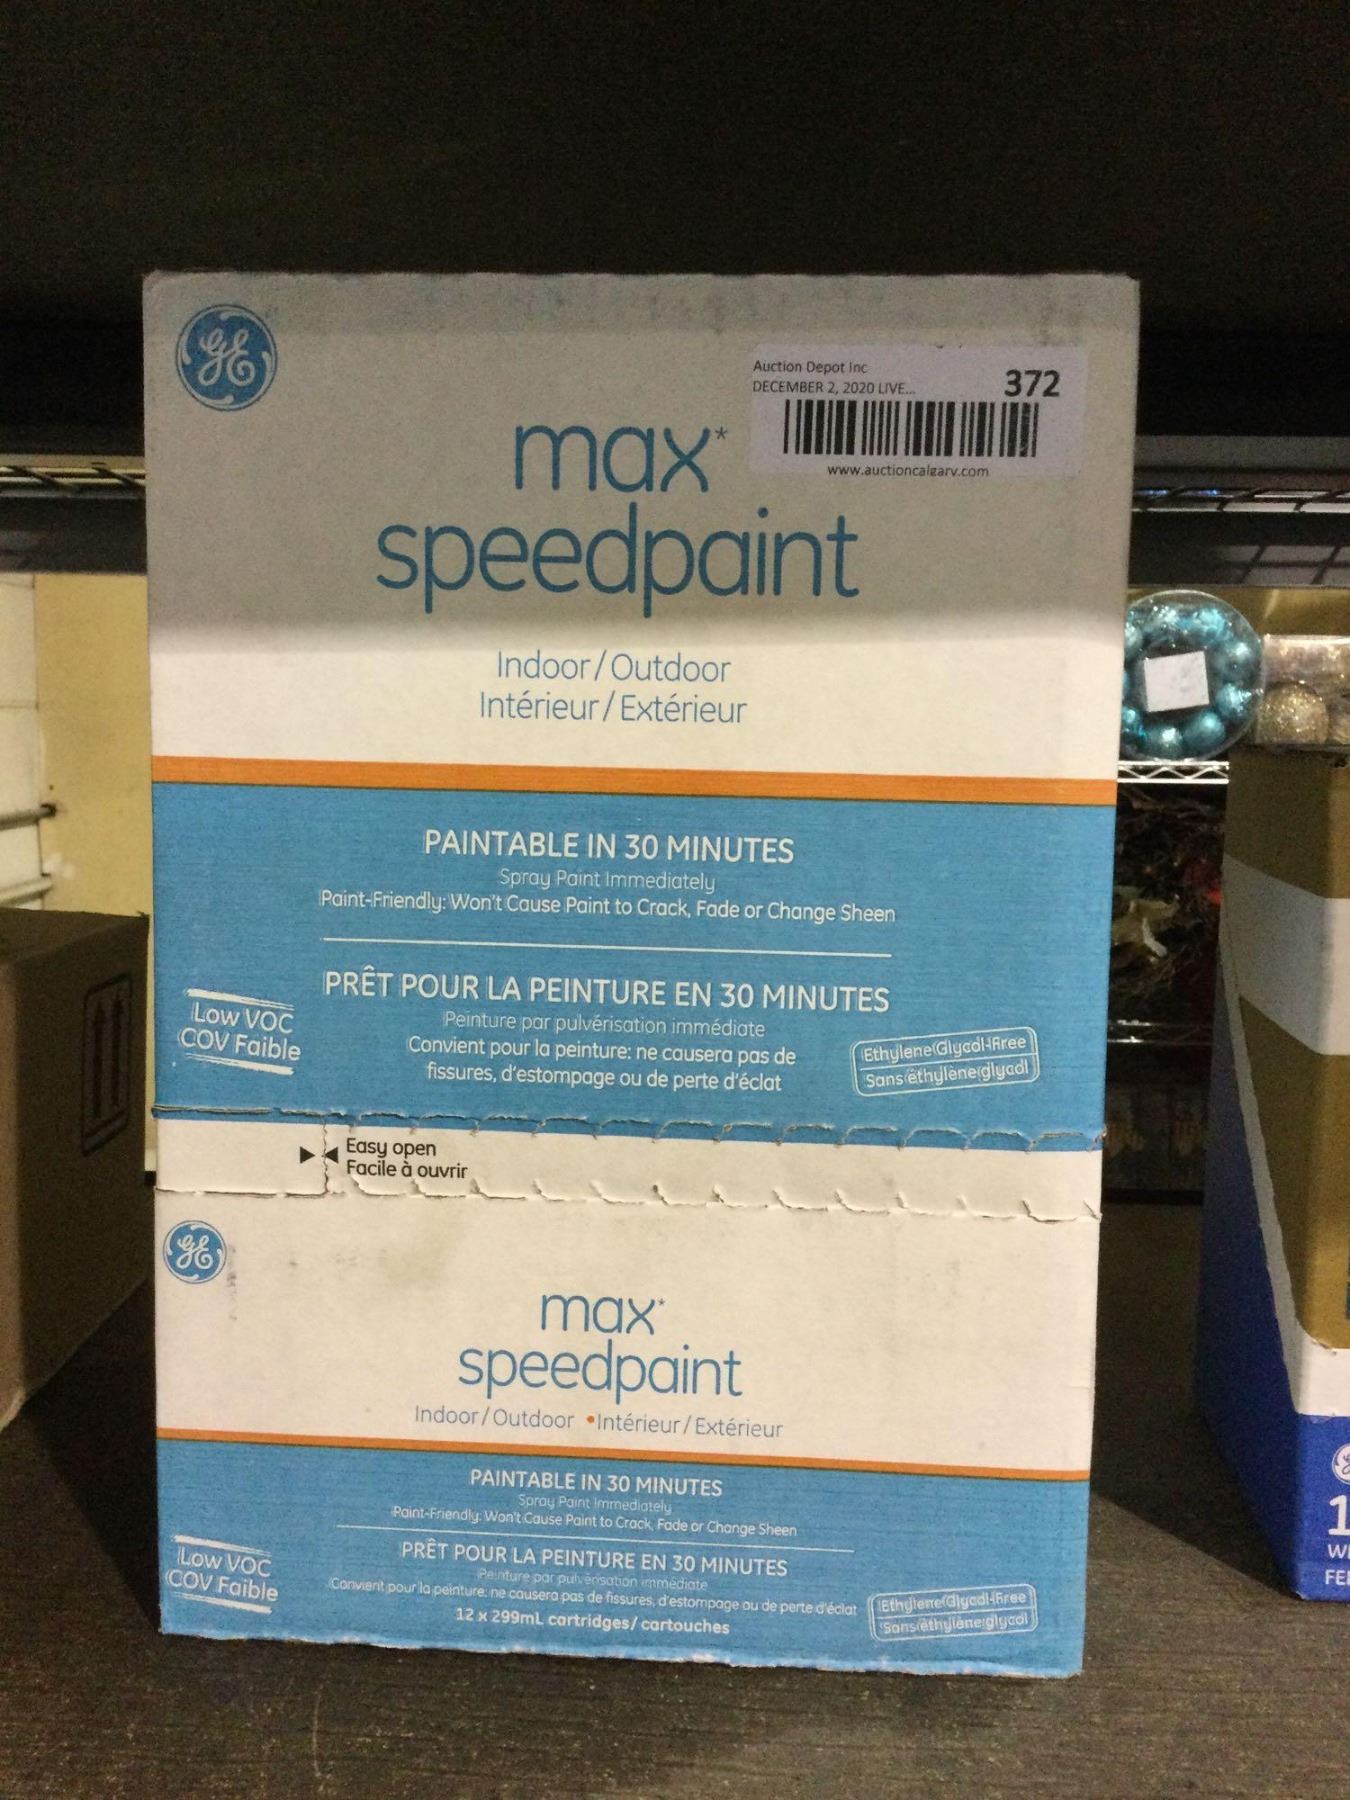 GE
Auction Depot Inc
DECEMBER 2, 2020 LIVE...
372
www.auctioncalgary.com
max*
speedpaint
Indoor/Outdoor
Intérieur/Extérieur
PAINTABLE IN 30 MINUTES
Spray Paint Immediately
Paint-Friendly: Won't Cause Paint to Crack, Fade or Change Sheen
PRÊT POUR LA PEINTURE EN 30 MINUTES
Peinture par pulvérisation immédiate
Convient pour la peinture: ne causera pas de
fissures, d'estompage ou de perte d'éclat
Low VOC
COV Faible
Ethylene Glycol-Free
Sans éthylène glycol
Easy open
Facile à ouvrir
GE
max*
speedpaint
Indoor/Outdoor •Intérieur/Extérieur
PAINTABLE IN 30 MINUTES
Spray Paint Immediately
Paint-Friendly: Won't Cause Paint to Crack, Fade or Change Sheen
PRÊT POUR LA PEINTURE EN 30 MINUTES
Peinture par pulvérisation immédiate
Convient pour la peinture: ne causera pas de fissures, d'estompage ou de perte d'éclat
12 x 299mL cartridges/ cartouches
Low VOC
COV Faible
Ethylene Glycol-Free
Sans éthylène glycol